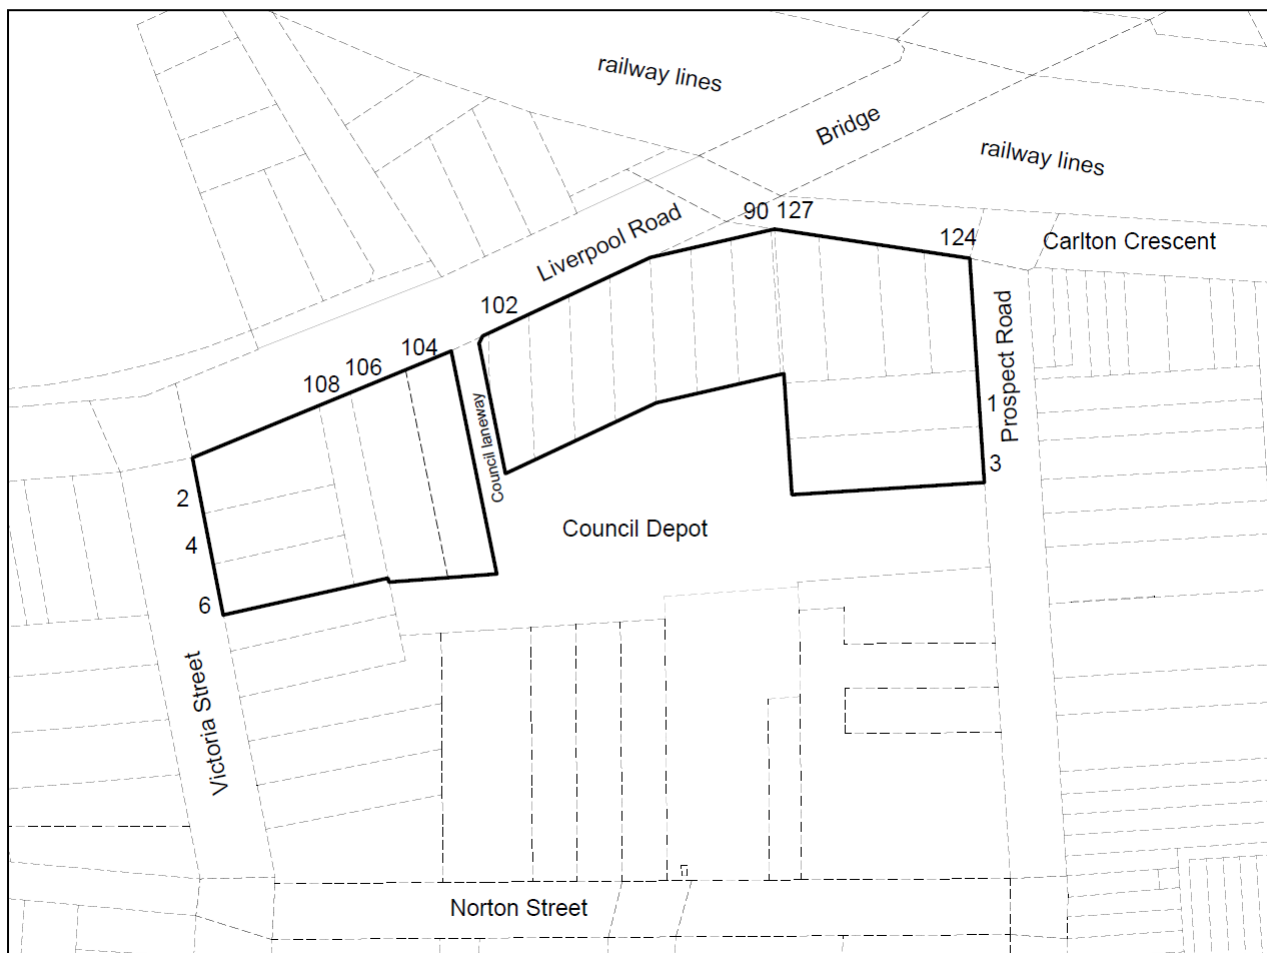 railway lines
Bridge
railway lines
90 127
Liverpool Road
124
Carlton Crescent
102
104
106
108
Council laneway
1
Prospect Road
3
2
4
6
Council Depot
Victoria Street
Norton Street